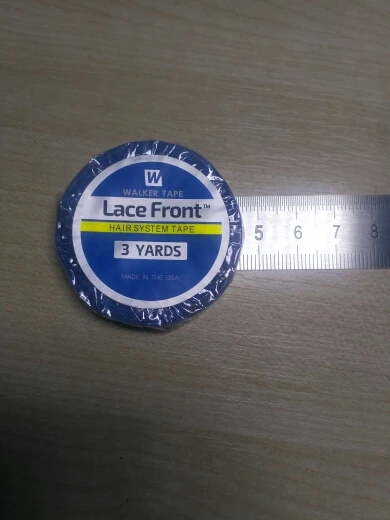 W
WALKER TAPE
Lace Front™
HAIR SYSTEM TAPE
3 YARDS
MADE IN THE USA
5 6 7 8